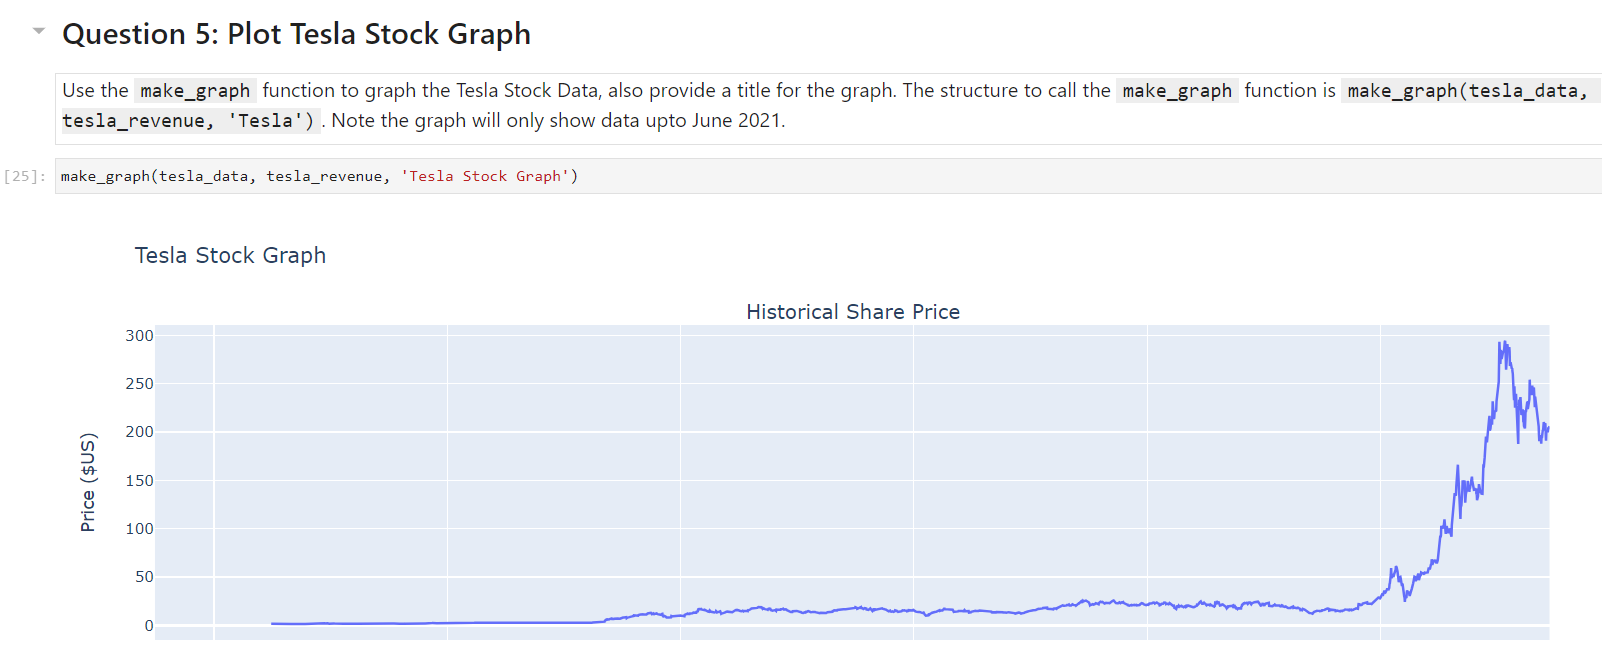 Question 5: Plot Tesla Stock Graph
Use the make_graph function to graph the Tesla Stock Data, also provide a title for the graph. The structure to call the make_graph function is make_graph(tesla_data,
tesla_revenue, 'Tesla'). Note the graph will only show data upto June 2021.
[25]: make_graph(tesla_data, tesla_revenue, 'Tesla Stock Graph')
Tesla Stock Graph
Historical Share Price
Price ($US)
300
250
200
150
100
50
0